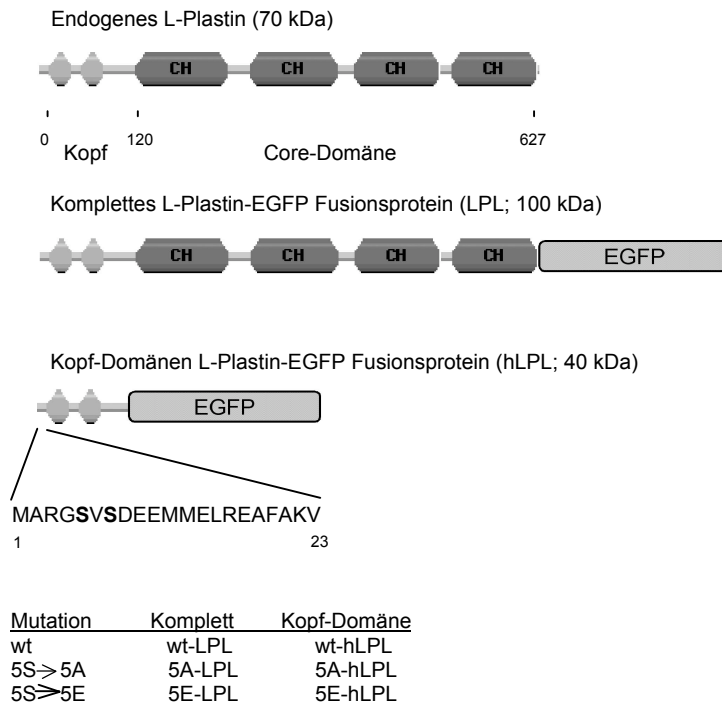 Endogenes L-Plastin (70 kDa)
CH CH CH CH
0 120 627
Kopf Core-Domäne
Komplettes L-Plastin-EGFP Fusionsprotein (LPL; 100 kDa)
CH CH CH CH EGFP
Kopf-Domänen L-Plastin-EGFP Fusionsprotein (hLPL; 40 kDa)
EGFP
MARGSVSDEEMMELREAFAKV
1 23
Mutation Komplett Kopf-Domäne
wt wt-LPL wt-hLPL
5S→5A 5A-LPL 5A-hLPL
5S→5E 5E-LPL 5E-hLPL